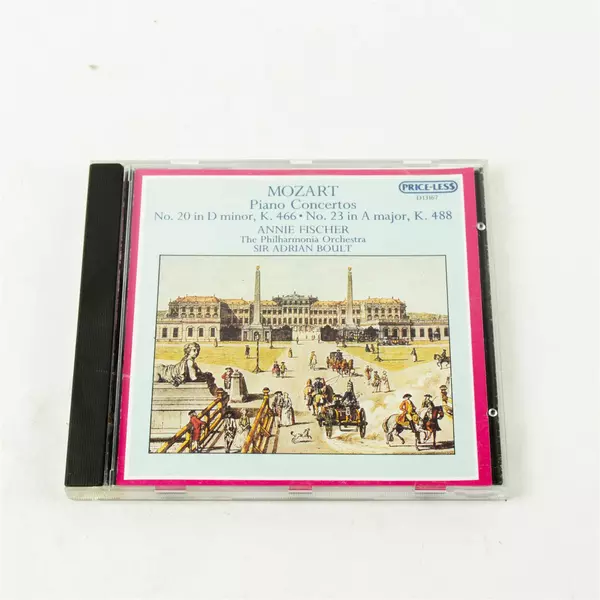 MOZART
Piano Concertos
No. 20 in D minor, K. 466 • No. 23 in A major, K. 488
ANNIE FISCHER
The Philharmonia Orchestra
SIR ADRIAN BOULT
PRICE-LESS
D13167